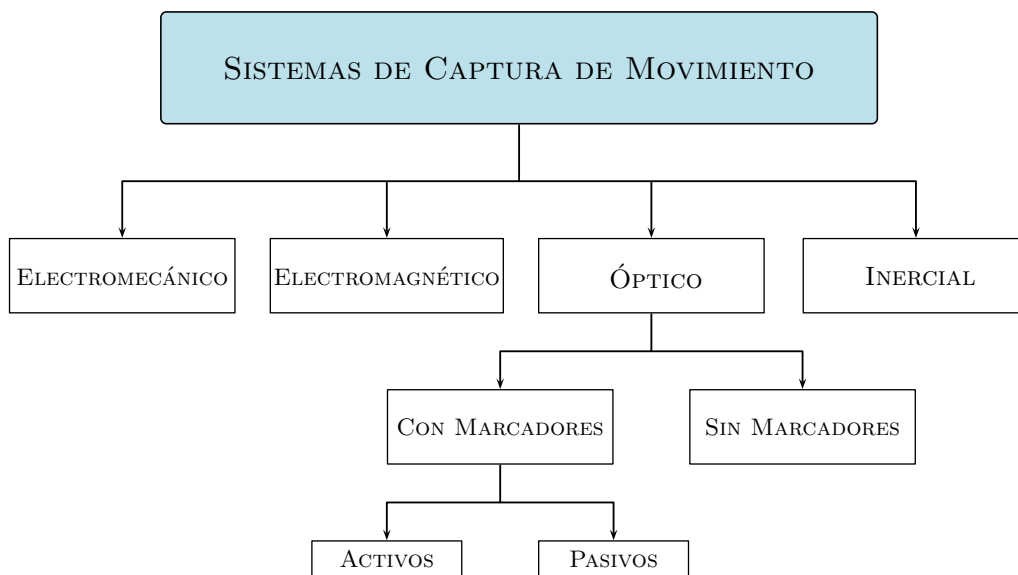 Sistemas de Captura de Movimiento
Electromecánico
Electromagnético
Óptico
Inercial
Con Marcadores
Sin Marcadores
Activos
Pasivos